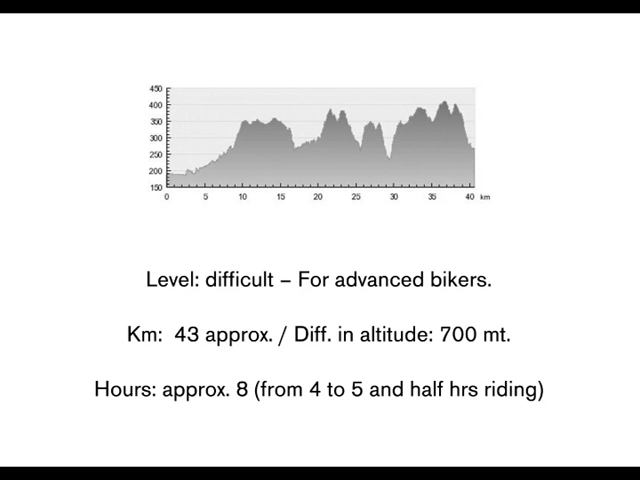 450
400
350
300
250
200
150
0 5 10 15 20 25 30 35 40 km
Level: difficult – For advanced bikers.
Km:  43 approx. / Diff. in altitude: 700 mt.
Hours: approx. 8 (from 4 to 5 and half hrs riding)